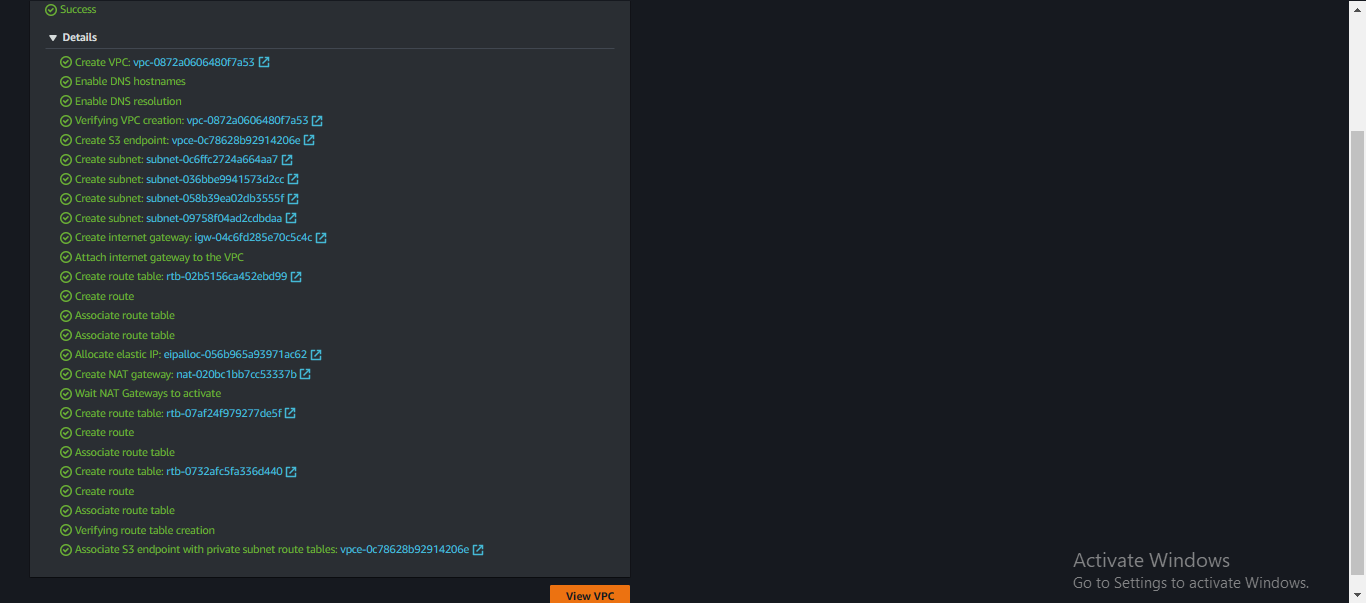 Success
Details
Create VPC: vpc-0872a0606480f7a53
Enable DNS hostnames
Enable DNS resolution
Verifying VPC creation: vpc-0872a0606480f7a53
Create S3 endpoint: vpce-0c78628b92914206e
Create subnet: subnet-0c6ffc2724a664aa7
Create subnet: subnet-036bbe9941573d2cc
Create subnet: subnet-058b39ea02db3555f
Create subnet: subnet-09758f04ad2cdbdaa
Create internet gateway: igw-04c6fd285e70c5c4c
Attach internet gateway to the VPC
Create route table: rtb-02b5156ca452ebd99
Create route
Associate route table
Associate route table
Allocate elastic IP: eipalloc-056b965a93971ac62
Create NAT gateway: nat-020bc1bb7cc53337b
Wait NAT Gateways to activate
Create route table: rtb-07af24f979277de5f
Create route
Associate route table
Create route table: rtb-0732afc5fa336d440
Create route
Associate route table
Verifying route table creation
Associate S3 endpoint with private subnet route tables: vpce-0c78628b92914206e
View VPC
Activate Windows
Go to Settings to activate Windows.